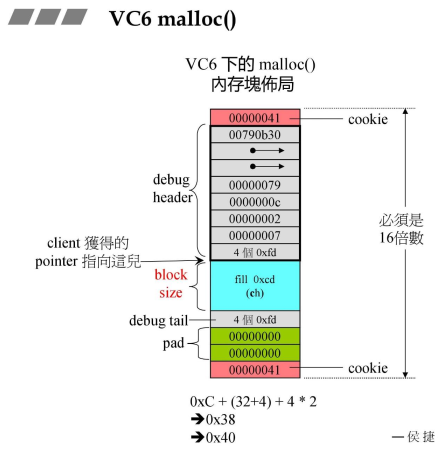 VC6 malloc()
VC6 下的 malloc()
內存塊佈局
00000041
cookie
00790b30
debug
header
00000079
0000000c
00000002
00000007
4 個 0xfd
必須是
16倍數
client 獲得的
pointer 指向這兒
block
size
fill 0xcd
(ch)
debug tail
4 個 0xfd
pad
00000000
00000000
00000041
cookie
0xC + (32+4) + 4 * 2
➔0x38
➔0x40
—侯捷